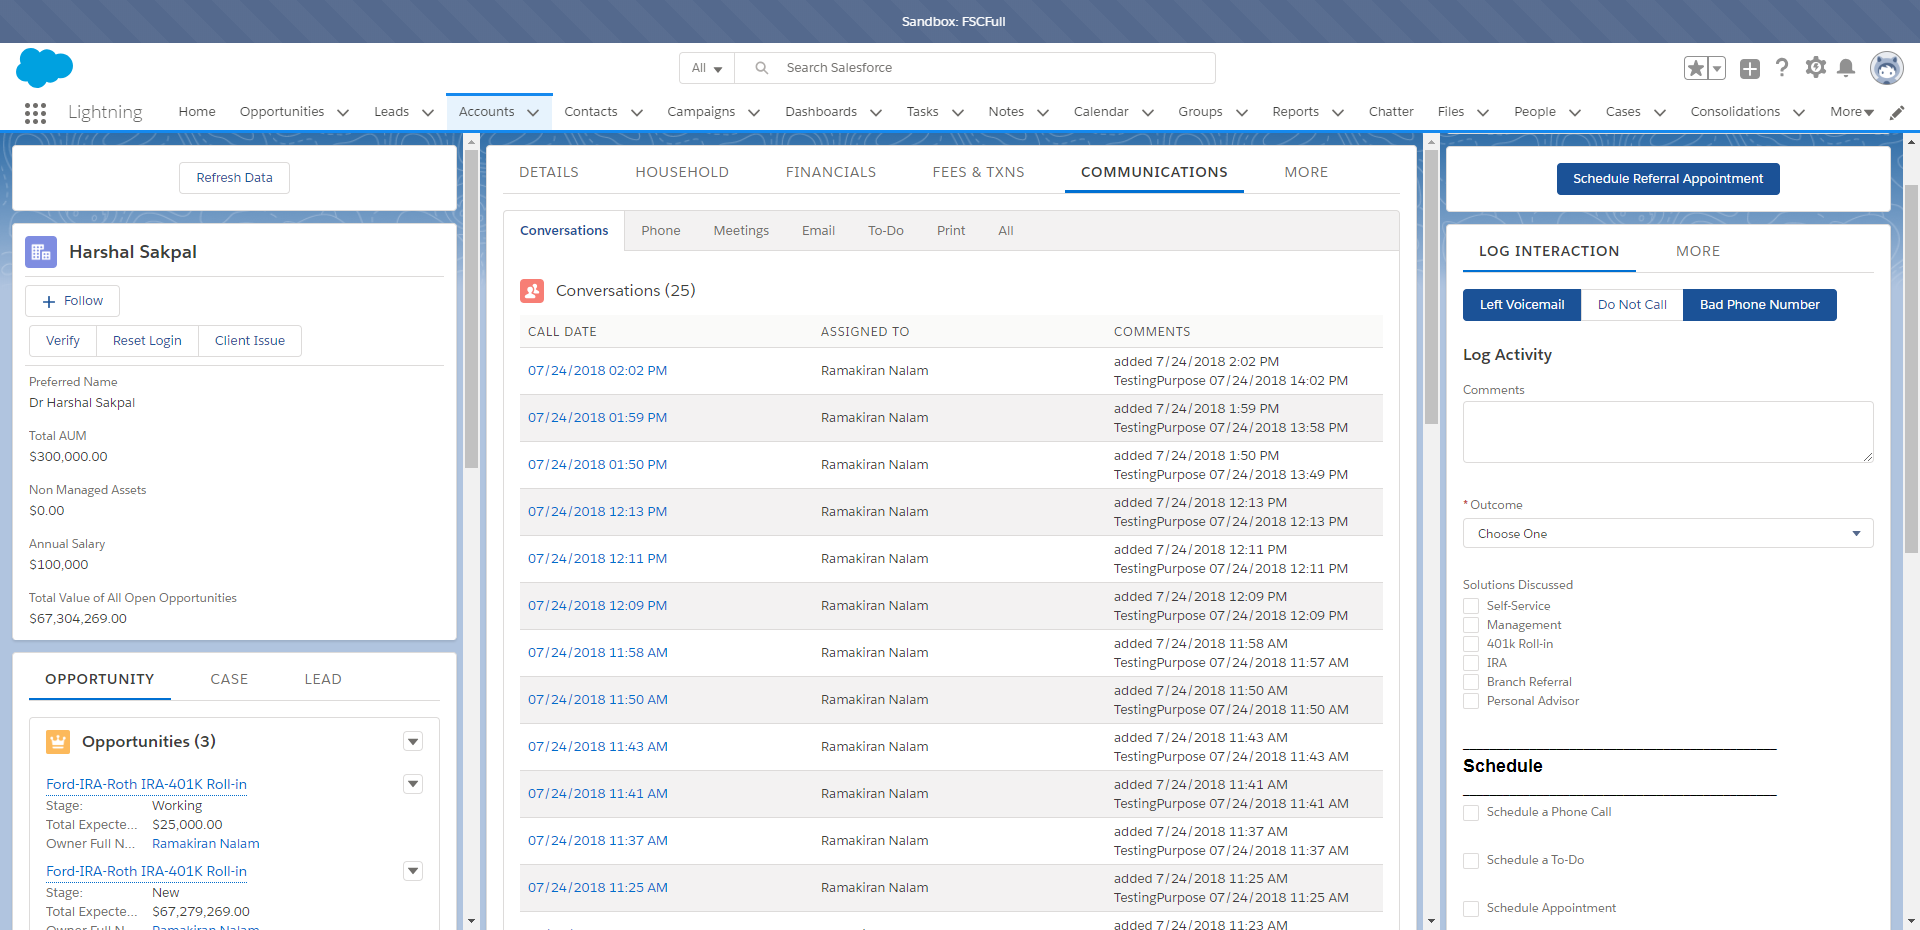 Sandbox: FSCFull
All
Search Salesforce
Lightning
Home
Opportunities
Leads
Accounts
Contacts
Campaigns
Dashboards
Tasks
Notes
Calendar
Groups
Reports
Chatter
Files
People
Cases
Consolidations
More
Refresh Data
Harshal Sakpal
Follow
Verify
Reset Login
Client Issue
Preferred Name
Dr Harshal Sakpal
Total AUM
$300,000.00
Non Managed Assets
$0.00
Annual Salary
$100,000
Total Value of All Open Opportunities
$67,304,269.00
OPPORTUNITY
CASE
LEAD
Opportunities (3)
Ford-IRA-Roth IRA-401K Roll-in
Stage: Working
Total Expecte... $25,000.00
Owner Full N... Ramakiran Nalam
Ford-IRA-Roth IRA-401K Roll-in
Stage: New
Total Expecte... $67,279,269.00
Owner Full N... Ramakiran Nalam
DETAILS
HOUSEHOLD
FINANCIALS
FEES & TXNS
COMMUNICATIONS
MORE
Conversations
Phone
Meetings
Email
To-Do
Print
All
Conversations (25)
CALL DATE ASSIGNED TO COMMENTS
added 7/24/2018 2:02 PM
07/24/2018 02:02 PM Ramakiran Nalam
TestingPurpose 07/24/2018 14:02 PM
added 7/24/2018 1:59 PM
07/24/2018 01:59 PM Ramakiran Nalam
TestingPurpose 07/24/2018 13:58 PM
added 7/24/2018 1:50 PM
07/24/2018 01:50 PM Ramakiran Nalam
TestingPurpose 07/24/2018 13:49 PM
added 7/24/2018 12:13 PM
07/24/2018 12:13 PM Ramakiran Nalam
TestingPurpose 07/24/2018 12:13 PM
added 7/24/2018 12:11 PM
07/24/2018 12:11 PM Ramakiran Nalam
TestingPurpose 07/24/2018 12:11 PM
added 7/24/2018 12:09 PM
07/24/2018 12:09 PM Ramakiran Nalam
TestingPurpose 07/24/2018 12:09 PM
added 7/24/2018 11:58 AM
07/24/2018 11:58 AM Ramakiran Nalam
TestingPurpose 07/24/2018 11:57 AM
added 7/24/2018 11:50 AM
07/24/2018 11:50 AM Ramakiran Nalam
TestingPurpose 07/24/2018 11:50 AM
added 7/24/2018 11:43 AM
07/24/2018 11:43 AM Ramakiran Nalam
TestingPurpose 07/24/2018 11:43 AM
added 7/24/2018 11:41 AM
07/24/2018 11:41 AM Ramakiran Nalam
TestingPurpose 07/24/2018 11:41 AM
added 7/24/2018 11:37 AM
07/24/2018 11:37 AM Ramakiran Nalam
TestingPurpose 07/24/2018 11:37 AM
added 7/24/2018 11:25 AM
07/24/2018 11:25 AM Ramakiran Nalam
TestingPurpose 07/24/2018 11:25 AM
added 7/24/2018 11:23 AM
Schedule Referral Appointment
LOG INTERACTION
MORE
Left Voicemail
Do Not Call
Bad Phone Number
Log Activity
Comments
* Outcome
Choose One
Solutions Discussed
Self-Service
Management
401k Roll-in
IRA
Branch Referral
Personal Advisor
Schedule
Schedule a Phone Call
Schedule a To-Do
Schedule Appointment